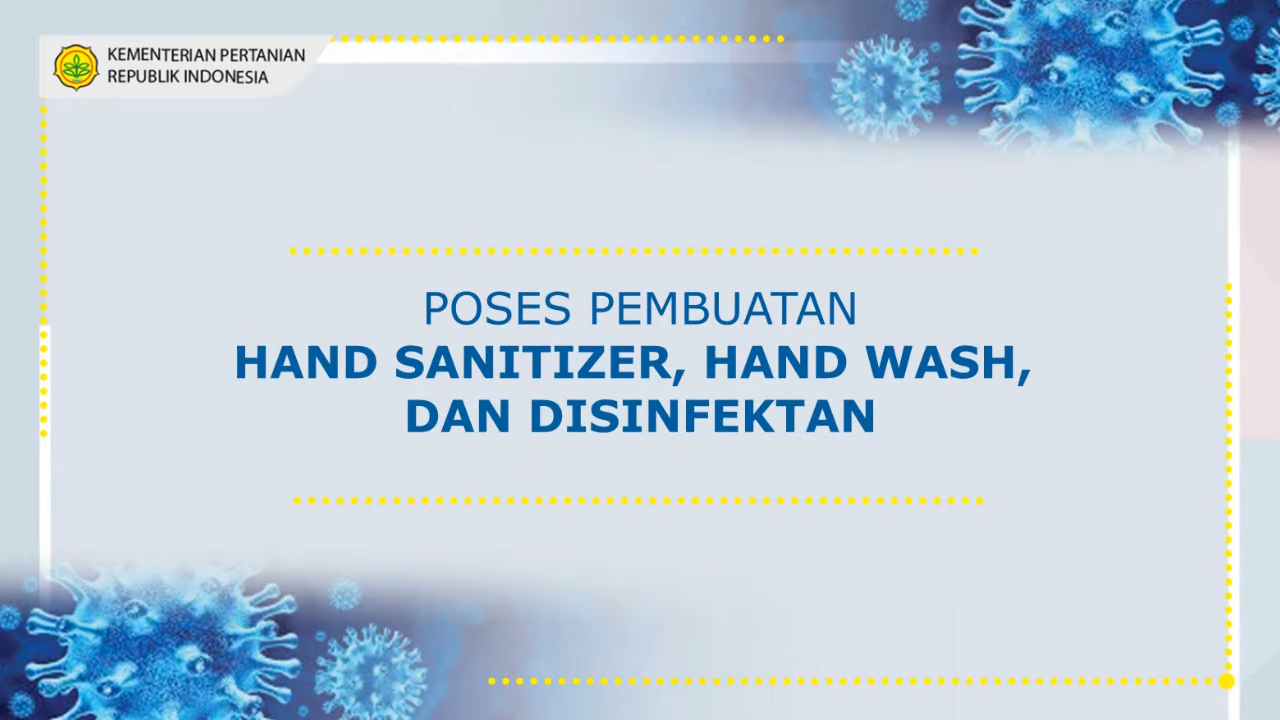 KEMENTERIAN PERTANIAN
REPUBLIK INDONESIA
POSES PEMBUATAN
HAND SANITIZER, HAND WASH,
DAN DISINFEKTAN